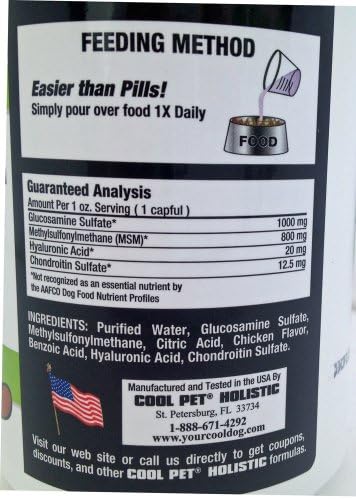 FEEDING METHOD
Easier than Pills!
Simply pour over food 1X Daily
FOOD
Guaranteed Analysis
Amount Per 1 oz. Serving ( 1 capful )
Glucosamine Sulfate* 1000 mg
Methylsulfonylmethane (MSM)* 800 mg
Hyaluronic Acid* 20 mg
Chondroitin Sulfate* 12.5 mg
*Not recognized as an essential nutrient by
the AAFCO Dog Food Nutrient Profiles
INGREDIENTS: Purified Water, Glucosamine Sulfate,
Methylsulfonylmethane, Citric Acid, Chicken Flavor,
Benzoic Acid, Hyaluronic Acid, Chondroitin Sulfate.
Manufactured and Tested in the USA By
COOL PET® HOLISTIC
St. Petersburg, FL 33734
1-888-671-4292
www.yourcooldog.com
Visit our web site or call us directly to get coupons,
discounts, and other COOL PET® HOLISTIC formulas.